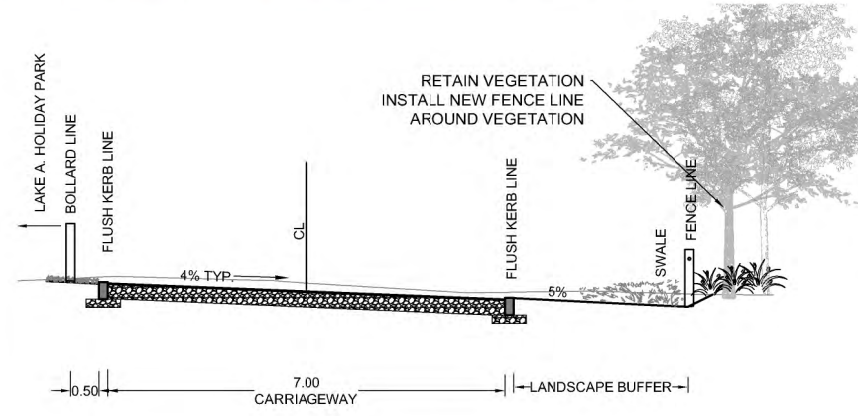 RETAIN VEGETATION
INSTALL NEW FENCE LINE
AROUND VEGETATION
LAKE A. HOLIDAY PARK
BOLLARD LINE
FLUSH KERB LINE
CL
FLUSH KERB LINE
SWALE
FENCE LINE
4% TYP.
5%
0.50
7.00
CARRIAGEWAY
LANDSCAPE BUFFER